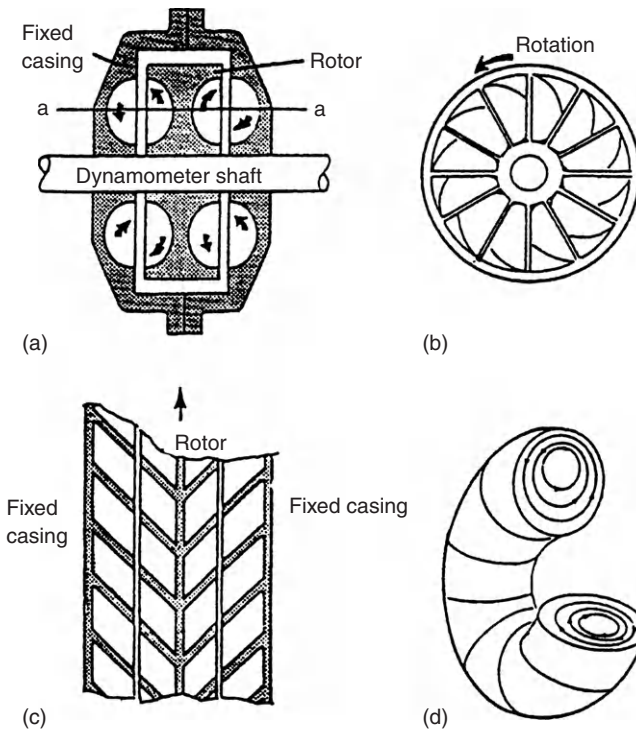 Fixed
casing
Rotor
a
a
Dynamometer shaft
(a)
Rotation
(b)
Rotor
Fixed
casing
Fixed casing
(c)
(d)